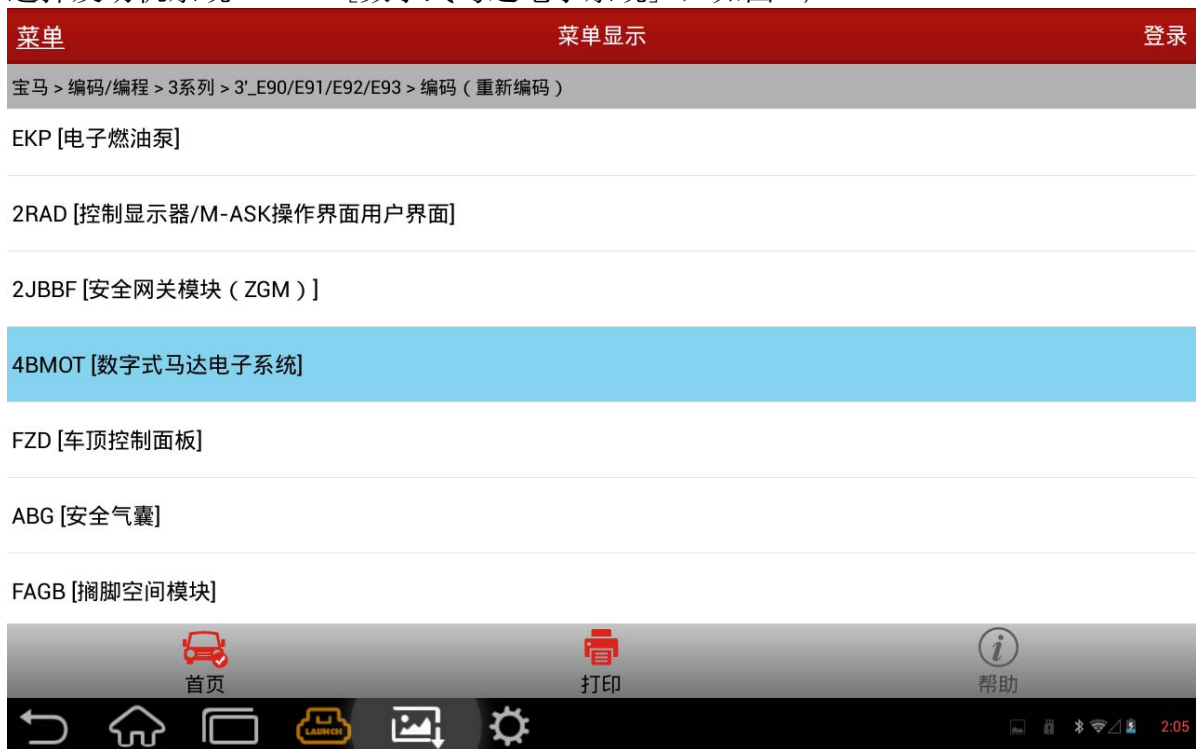 菜单
菜单显示
登录
宝马 > 编码/编程 > 3系列 > 3'_E90/E91/E92/E93 > 编码（重新编码）
EKP [电子燃油泵]
2RAD [控制显示器/M-ASK操作界面用户界面]
2JBBF [安全网关模块（ZGM）]
4BMOT [数字式马达电子系统]
FZD [车顶控制面板]
ABG [安全气囊]
FAGB [搁脚空间模块]
首页
打印
帮助
LAUNCH
2:05